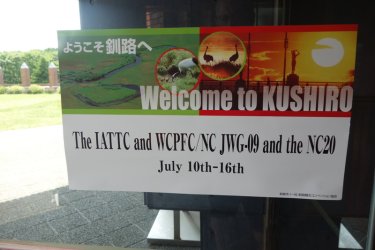 ようこそ 釧路へ
Welcome to KUSHIRO
The IATTC and WCPFC/NC JWG-09 and the NC20
July 10th-16th